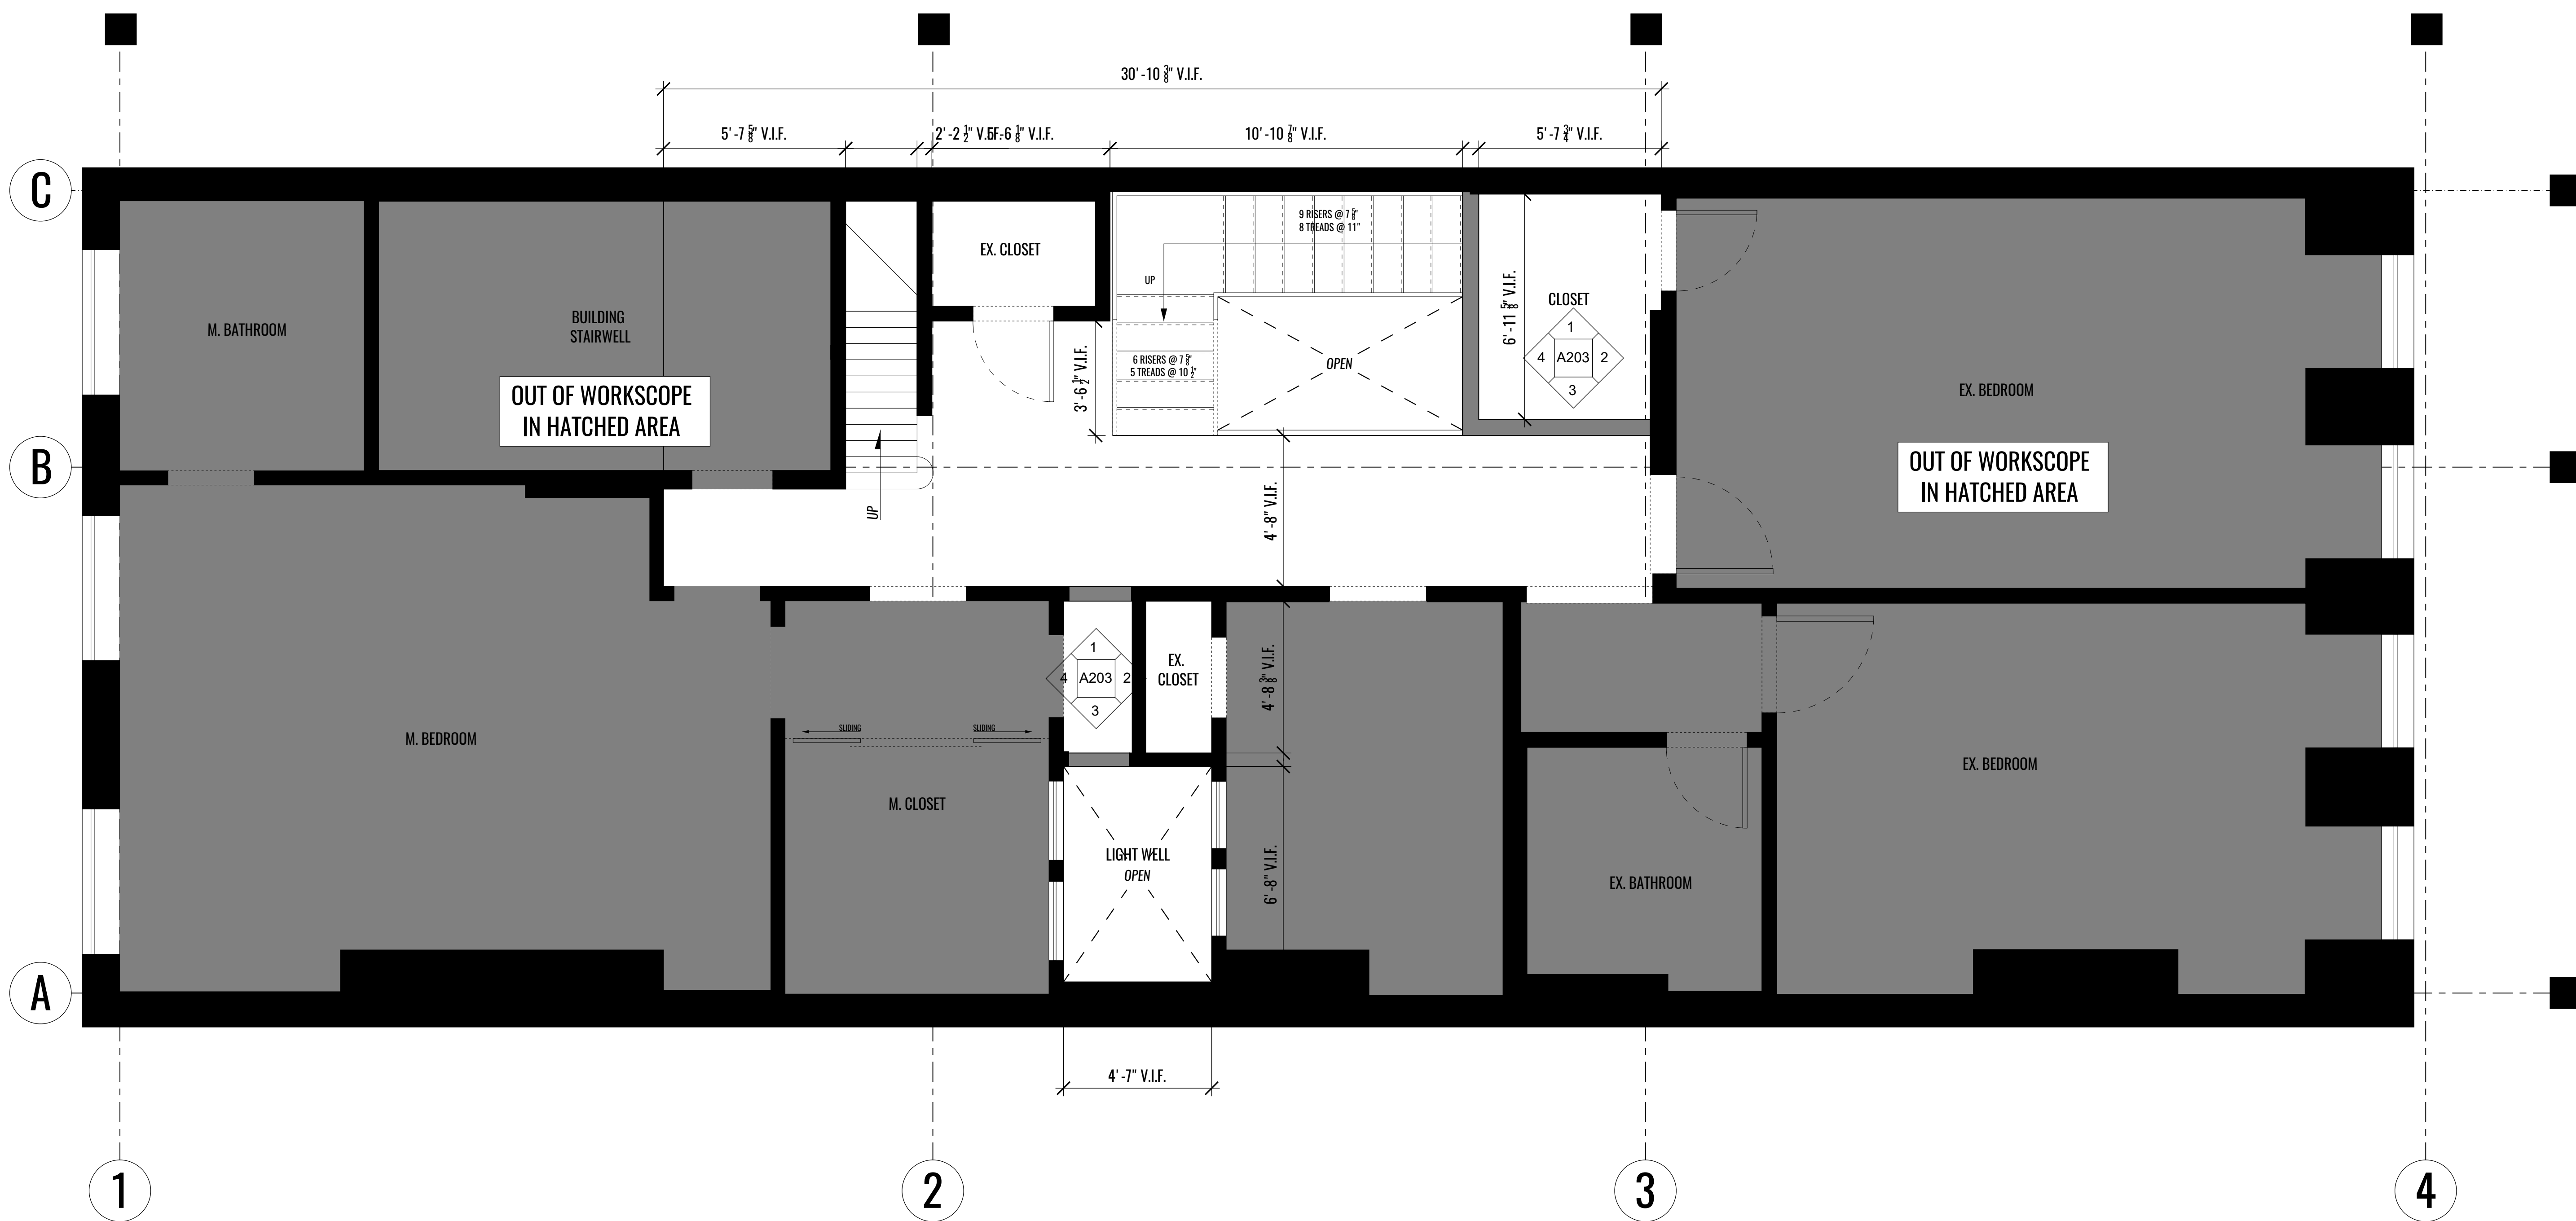 30'-10 3/8" V.I.F.
5'-7 5/8" V.I.F.
2'-2 1/2" V.I.F.
5'-6 1/8" V.I.F.
10'-10 7/8" V.I.F.
5'-7 3/4" V.I.F.
C
9 RISERS @ 7 5/8"
8 TREADS @ 11"
EX. CLOSET
UP
6'-11 5/8" V.I.F.
CLOSET
1
4 A203 2
3
M. BATHROOM
BUILDING
STAIRWELL
6 RISERS @ 7 5/8"
5 TREADS @ 10 1/2"
OPEN
3'-6 1/2" V.I.F.
OUT OF WORKSCOPE
IN HATCHED AREA
EX. BEDROOM
B
OUT OF WORKSCOPE
IN HATCHED AREA
UP
4'-8" V.I.F.
1
4 A203 2
3
EX.
CLOSET
4'-8 3/8" V.I.F.
M. BEDROOM
SLIDING
SLIDING
M. CLOSET
EX. BEDROOM
LIGHT WELL
OPEN
6'-8" V.I.F.
EX. BATHROOM
A
4'-7" V.I.F.
1
2
3
4